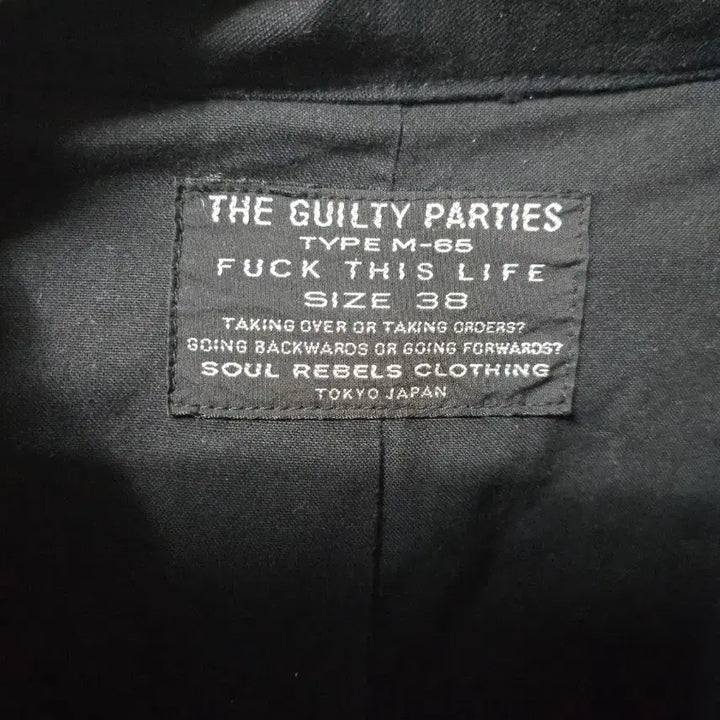 THE GUILTY PARTIES
TYPE M-65
FUCK THIS LIFE
SIZE 38
TAKING OVER OR TAKING ORDERS?
GOING BACKWARDS OR GOING FORWARDS?
SOUL REBELS CLOTHING
TOKYO JAPAN